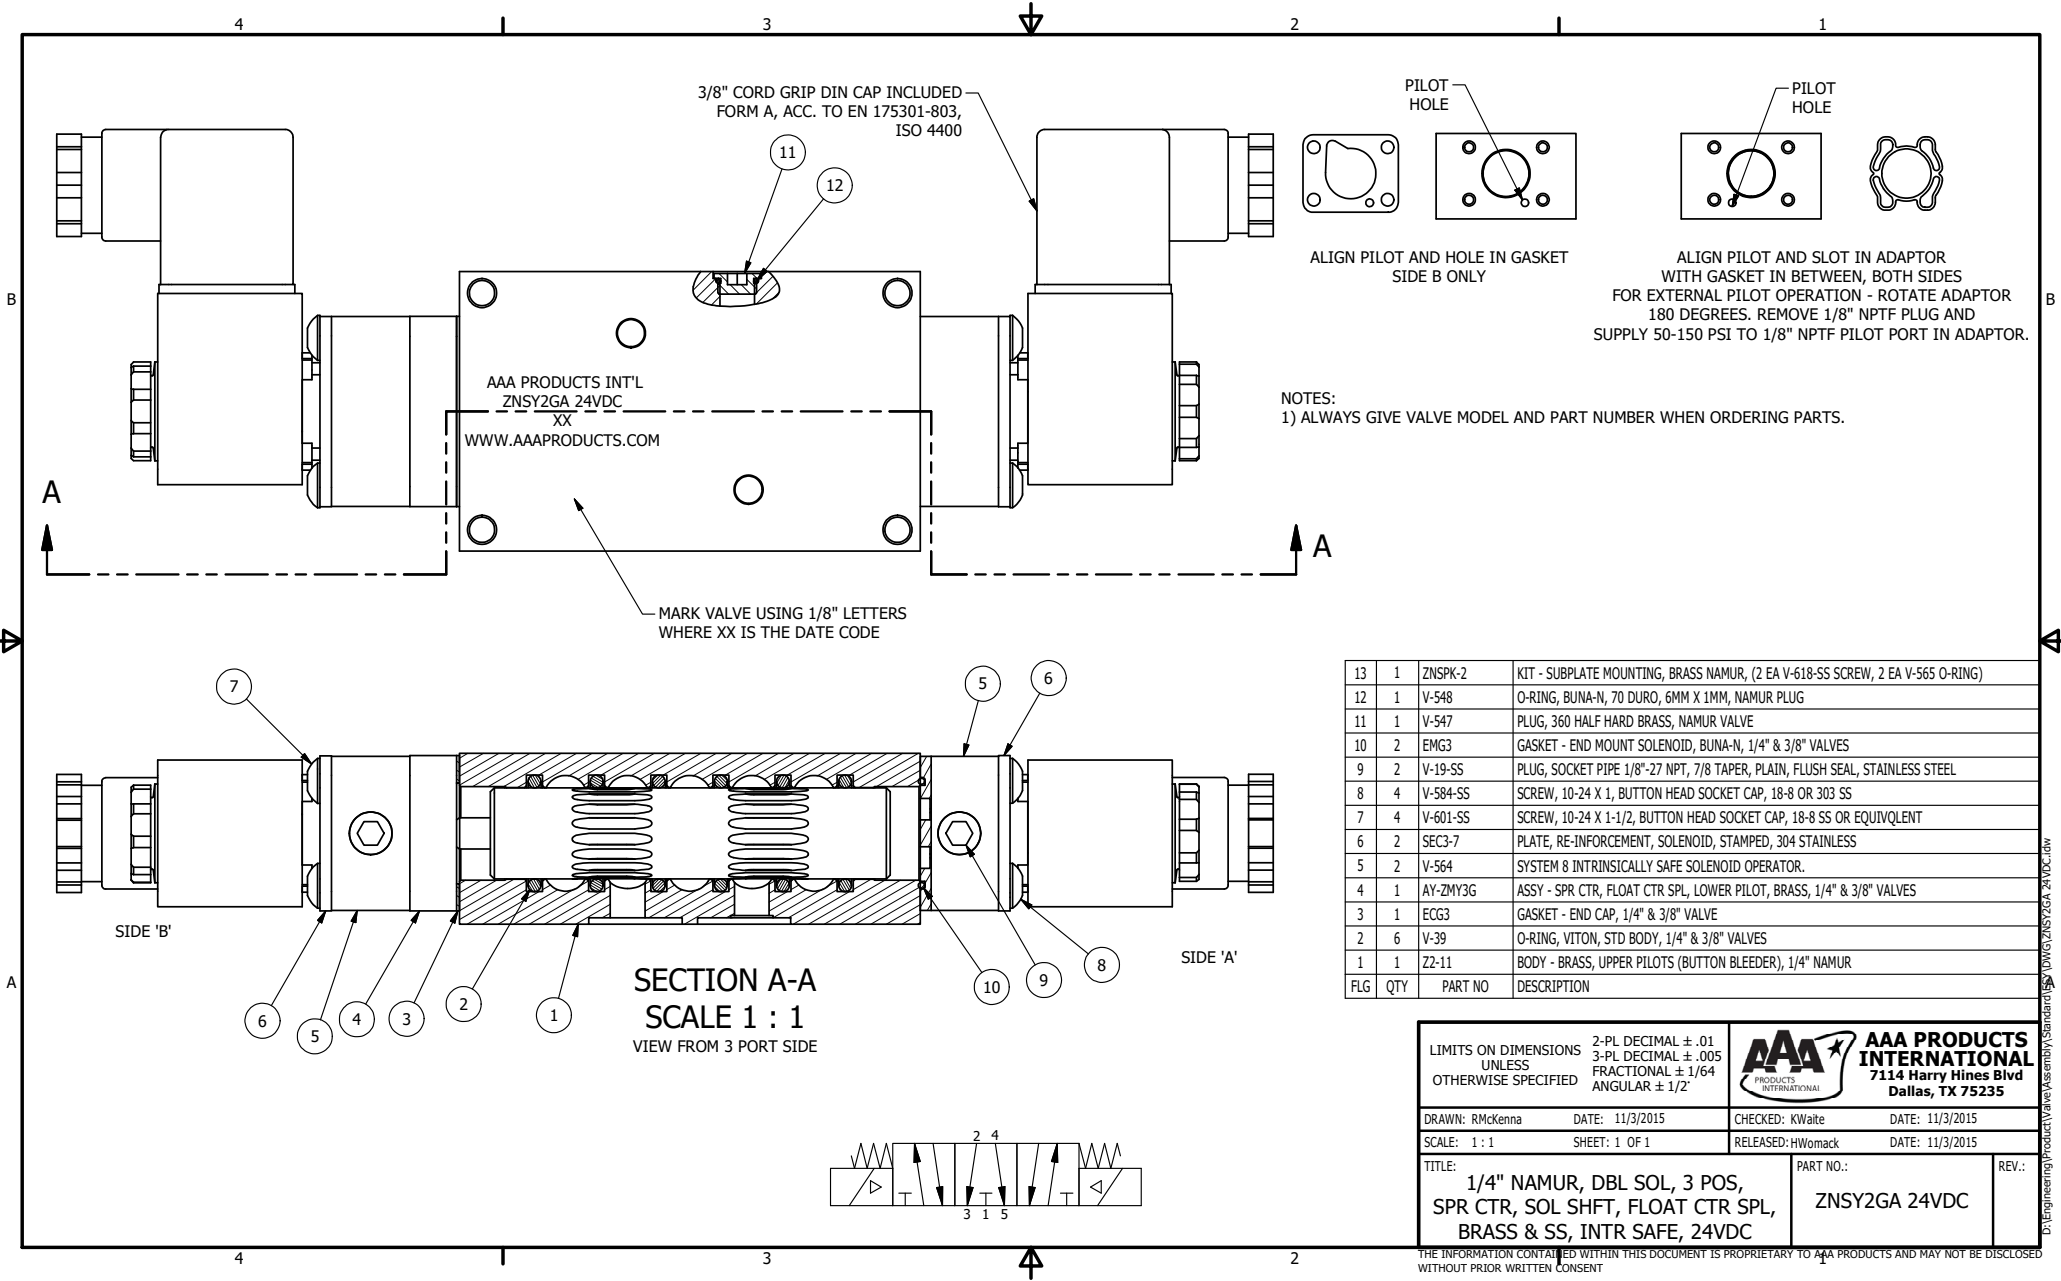 4 3 2 1
3/8" CORD GRIP DIN CAP INCLUDED
FORM A, ACC. TO EN 175301-803,
ISO 4400
11
12
PILOT
HOLE
PILOT
HOLE
ALIGN PILOT AND HOLE IN GASKET
SIDE B ONLY
ALIGN PILOT AND SLOT IN ADAPTOR
WITH GASKET IN BETWEEN, BOTH SIDES
FOR EXTERNAL PILOT OPERATION - ROTATE ADAPTOR
180 DEGREES. REMOVE 1/8" NPTF PLUG AND
SUPPLY 50-150 PSI TO 1/8" NPTF PILOT PORT IN ADAPTOR.
B
B
AAA PRODUCTS INT'L
ZNSY2GA 24VDC
XX
WWW.AAAPRODUCTS.COM
NOTES:
1) ALWAYS GIVE VALVE MODEL AND PART NUMBER WHEN ORDERING PARTS.
A
A
MARK VALVE USING 1/8" LETTERS
WHERE XX IS THE DATE CODE
7
5
6
SIDE 'B'
SIDE 'A'
6
5
4
3
2
1
10
9
8
SECTION A-A
SCALE 1 : 1
VIEW FROM 3 PORT SIDE
13 1 ZNSPK-2 KIT - SUBPLATE MOUNTING, BRASS NAMUR, (2 EA V-618-SS SCREW, 2 EA V-565 O-RING)
12 1 V-548 O-RING, BUNA-N, 70 DURO, 6MM X 1MM, NAMUR PLUG
11 1 V-547 PLUG, 360 HALF HARD BRASS, NAMUR VALVE
10 2 EMG3 GASKET - END MOUNT SOLENOID, BUNA-N, 1/4" & 3/8" VALVES
9 2 V-19-SS PLUG, SOCKET PIPE 1/8"-27 NPT, 7/8 TAPER, PLAIN, FLUSH SEAL, STAINLESS STEEL
8 4 V-584-SS SCREW, 10-24 X 1, BUTTON HEAD SOCKET CAP, 18-8 OR 303 SS
7 4 V-601-SS SCREW, 10-24 X 1-1/2, BUTTON HEAD SOCKET CAP, 18-8 SS OR EQUIVQLENT
6 2 SEC3-7 PLATE, RE-INFORCEMENT, SOLENOID, STAMPED, 304 STAINLESS
5 2 V-564 SYSTEM 8 INTRINSICALLY SAFE SOLENOID OPERATOR.
4 1 AY-ZMY3G ASSY - SPR CTR, FLOAT CTR SPL, LOWER PILOT, BRASS, 1/4" & 3/8" VALVES
3 1 ECG3 GASKET - END CAP, 1/4" & 3/8" VALVE
2 6 V-39 O-RING, VITON, STD BODY, 1/4" & 3/8" VALVES
1 1 Z2-11 BODY - BRASS, UPPER PILOTS (BUTTON BLEEDER), 1/4" NAMUR
FLG QTY PART NO DESCRIPTION
A
A
2 4
3 1 5
LIMITS ON DIMENSIONS
UNLESS
OTHERWISE SPECIFIED
2-PL DECIMAL ± .01
3-PL DECIMAL ± .005
FRACTIONAL ± 1/64
ANGULAR ± 1/2°
AAA
PRODUCTS
INTERNATIONAL
AAA PRODUCTS
INTERNATIONAL
7114 Harry Hines Blvd
Dallas, TX 75235
DRAWN: RMcKenna DATE: 11/3/2015 CHECKED: KWaite DATE: 11/3/2015
SCALE: 1 : 1 SHEET: 1 OF 1 RELEASED: HWomack DATE: 11/3/2015
TITLE:
1/4" NAMUR, DBL SOL, 3 POS,
SPR CTR, SOL SHFT, FLOAT CTR SPL,
BRASS & SS, INTR SAFE, 24VDC
PART NO.:
ZNSY2GA 24VDC
REV.:
D:\Engineering\Product\Valve\Assembly\Standard\ESV\DWG\ZNSY2GA 24VDC.idw
4 3 2 1
THE INFORMATION CONTAINED WITHIN THIS DOCUMENT IS PROPRIETARY TO AAA PRODUCTS AND MAY NOT BE DISCLOSED
WITHOUT PRIOR WRITTEN CONSENT